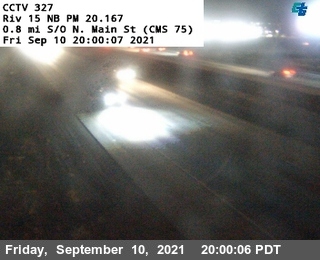 CCTV 327
Riv 15 NB PM 20.167
0.8 mi S/O N. Main St (CMS 75)
Fri Sep 10 20:00:07 2021
Friday, September 10, 2021 20:00:06 PDT